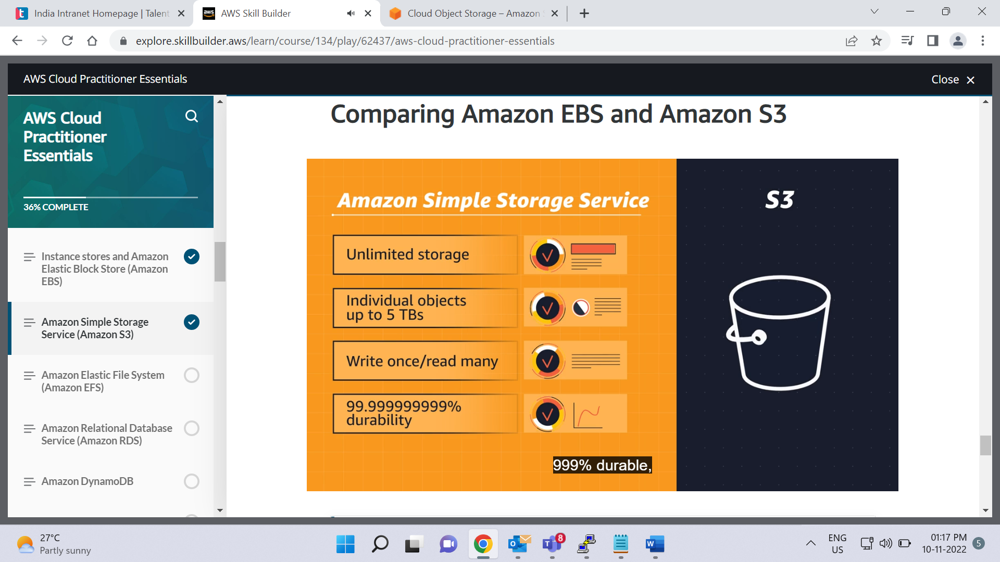 India Intranet Homepage | Talent
AWS Skill Builder
Cloud Object Storage – Amazon
explore.skillbuilder.aws/learn/course/134/play/62437/aws-cloud-practitioner-essentials
AWS Cloud Practitioner Essentials
Close
AWS Cloud
Practitioner
Essentials
36% COMPLETE
Instance stores and Amazon
Elastic Block Store (Amazon
EBS)
Amazon Simple Storage
Service (Amazon S3)
Amazon Elastic File System
(Amazon EFS)
Amazon Relational Database
Service (Amazon RDS)
Amazon DynamoDB
Comparing Amazon EBS and Amazon S3
Amazon Simple Storage Service
Unlimited storage
Individual objects
up to 5 TBs
Write once/read many
99.999999999%
durability
999% durable,
S3
27°C
Partly sunny
8
ENG
US
01:17 PM
10-11-2022
5